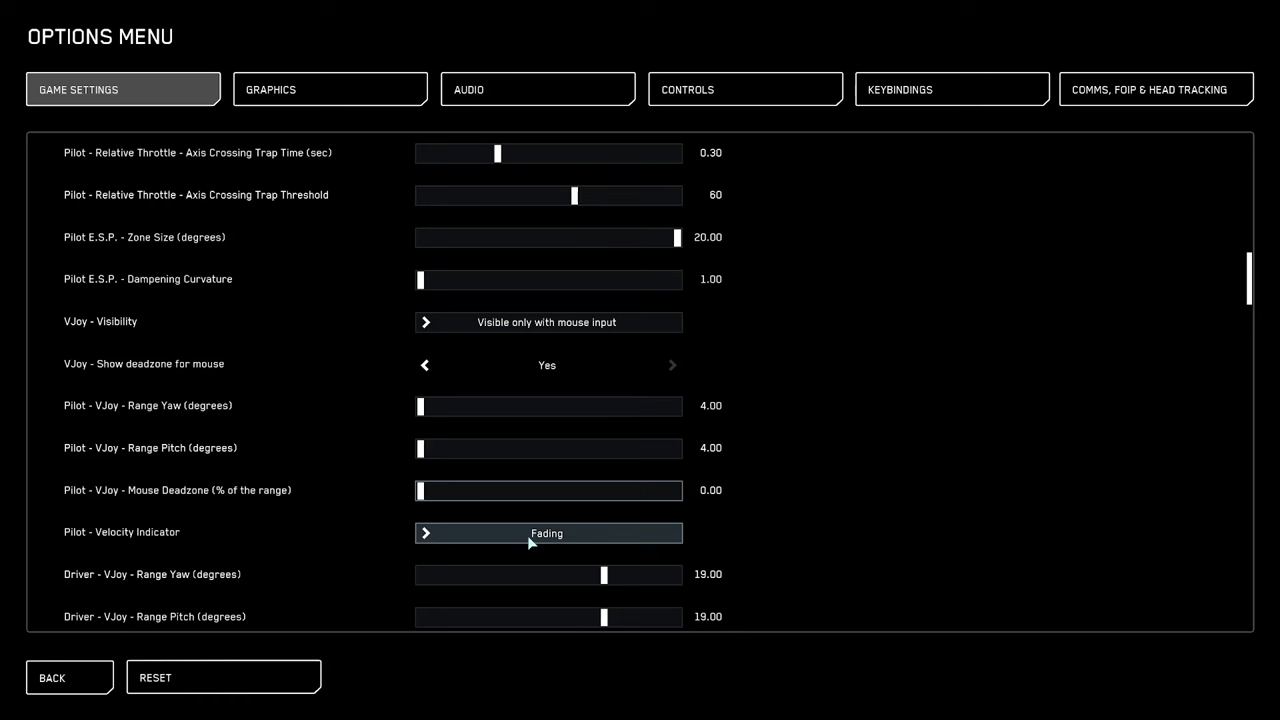 OPTIONS MENU
GAME SETTINGS GRAPHICS AUDIO CONTROLS KEYBINDINGS COMMS, FOIP & HEAD TRACKING
Pilot - Relative Throttle - Axis Crossing Trap Time (sec) 0.30
Pilot - Relative Throttle - Axis Crossing Trap Threshold 60
Pilot E.S.P. - Zone Size (degrees) 20.00
Pilot E.S.P. - Dampening Curvature 1.00
VJoy - Visibility Visible only with mouse input
VJoy - Show deadzone for mouse Yes
Pilot - VJoy - Range Yaw (degrees) 4.00
Pilot - VJoy - Range Pitch (degrees) 4.00
Pilot - VJoy - Mouse Deadzone (% of the range) 0.00
Pilot - Velocity Indicator Fading
Driver - VJoy - Range Yaw (degrees) 19.00
Driver - VJoy - Range Pitch (degrees) 19.00
BACK RESET